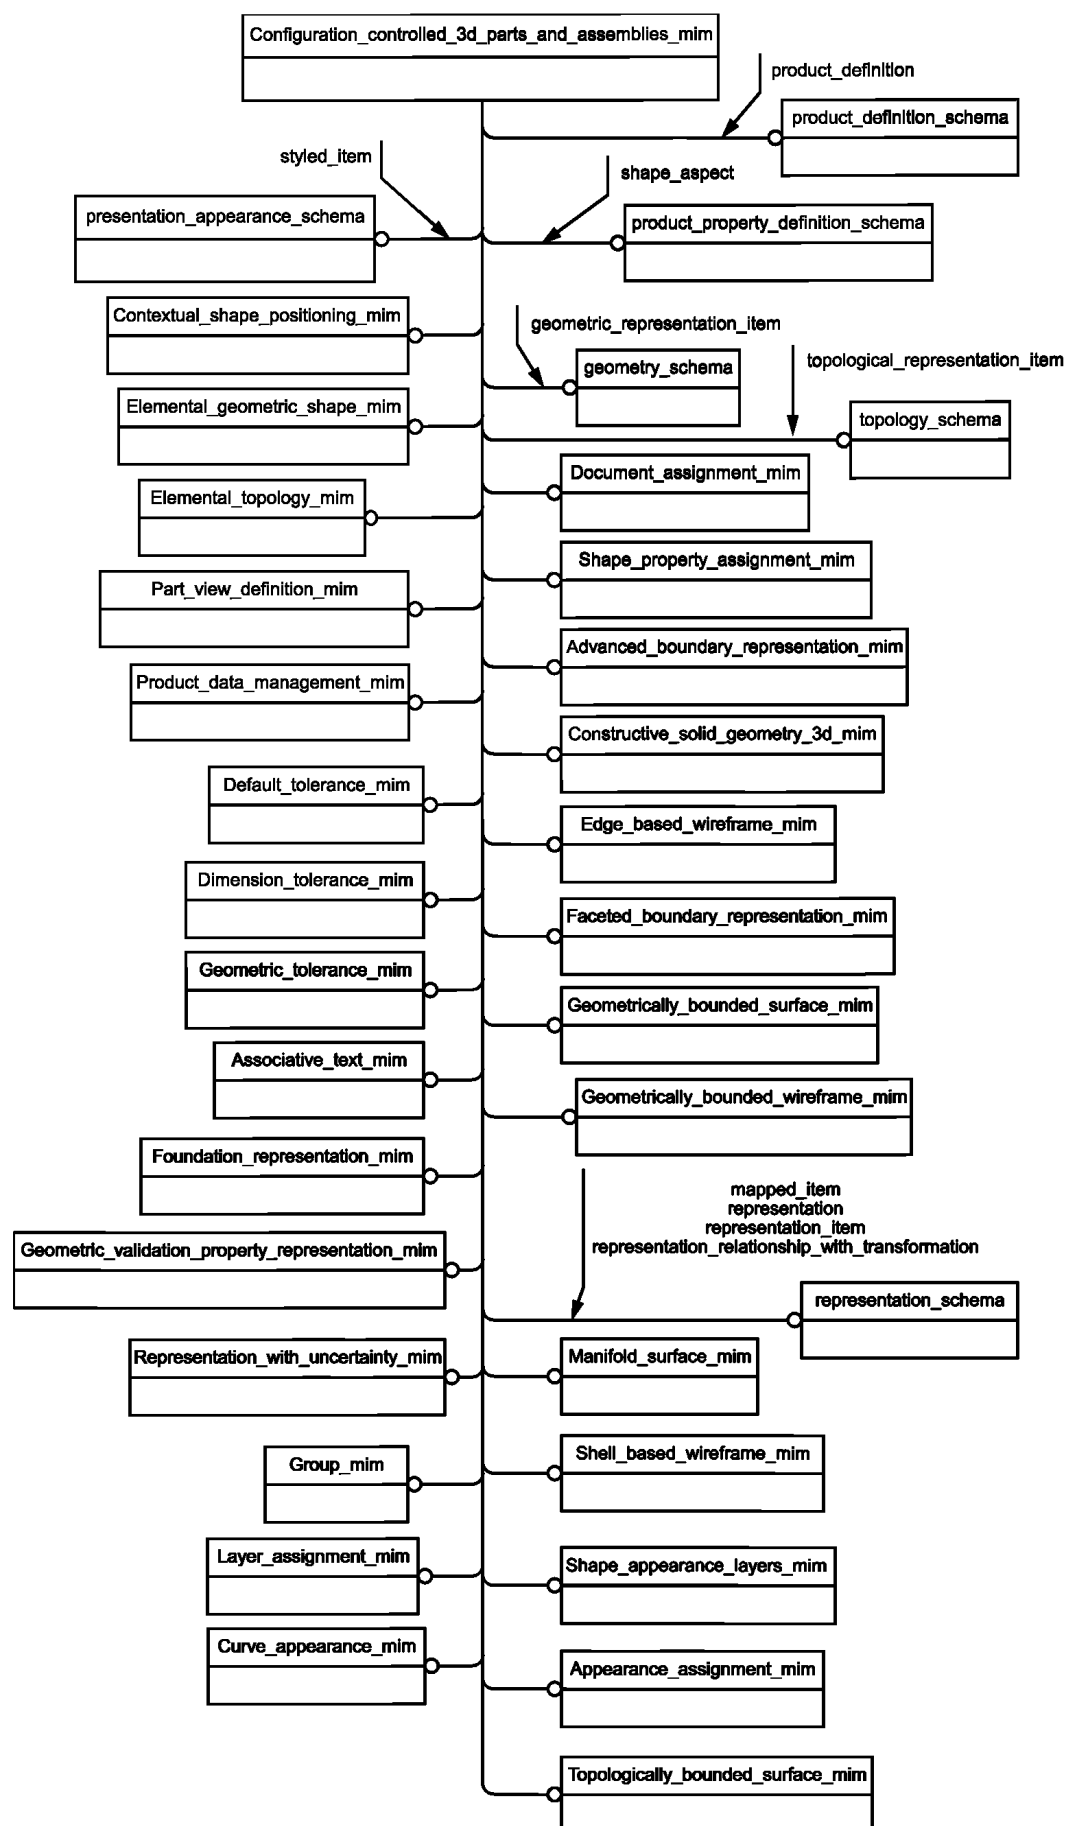 Configuration_controlled_3d_parts_and_assemblies_mim
product_definition
product_definition_schema
styled_item
shape_aspect
presentation_appearance_schema
product_property_definition_schema
Contextual_shape_positioning_mim
geometric_representation_item
geometry_schema
topological_representation_item
Elemental_geometric_shape_mim
topology_schema
Document_assignment_mim
Elemental_topology_mim
Shape_property_assignment_mim
Part_view_definition_mim
Advanced_boundary_representation_mim
Product_data_management_mim
Constructive_solid_geometry_3d_mim
Default_tolerance_mim
Edge_based_wireframe_mim
Dimension_tolerance_mim
Faceted_boundary_representation_mim
Geometric_tolerance_mim
Geometrically_bounded_surface_mim
Associative_text_mim
Geometrically_bounded_wireframe_mim
Foundation_representation_mim
mapped_item
representation
representation_item
representation_relationship_with_transformation
Geometric_validation_property_representation_mim
representation_schema
Representation_with_uncertainty_mim
Manifold_surface_mim
Shell_based_wireframe_mim
Group_mim
Layer_assignment_mim
Shape_appearance_layers_mim
Curve_appearance_mim
Appearance_assignment_mim
Topologically_bounded_surface_mim